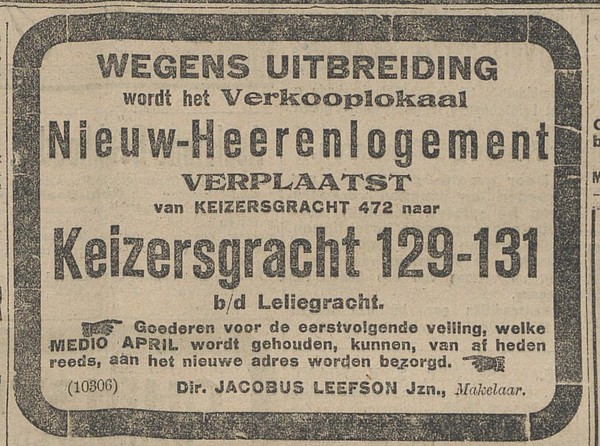 WEGENS UITBREIDING
wordt het Verkooplokaal
Nieuw-Heerenlogement
VERPLAATST
van KEIZERSGRACHT 472 naar
Keizersgracht 129-131
b/d Leliegracht.
Goederen voor de eerstvolgende veiling, welke
MEDIO APRIL wordt gehouden, kunnen, van af heden
reeds, aan het nieuwe adres worden bezorgd.
(10306) Dir. JACOBUS LEEFSON Jzn., Makelaar.